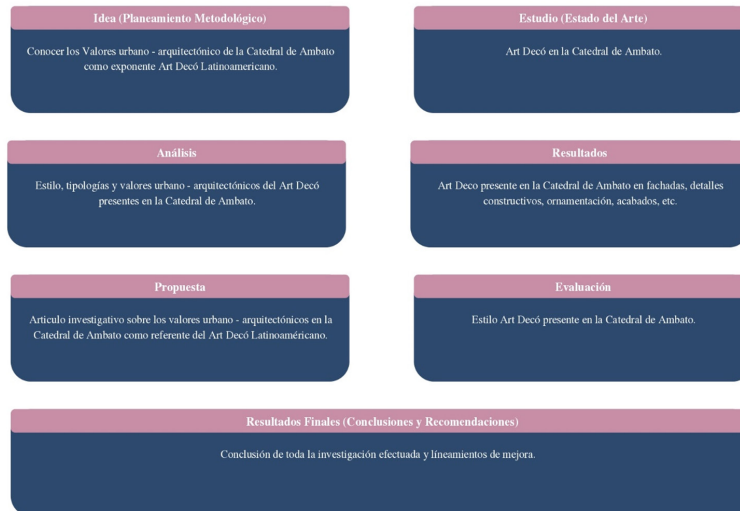 Idea (Planeamiento Metodológico)
Conocer los Valores urbano - arquitectónico de la Catedral de Ambato
como exponente Art Decó Latinoamericano.
Estudio (Estado del Arte)
Art Decó en la Catedral de Ambato.
Análisis
Estilo, tipologías y valores urbano - arquitectónicos del Art Decó
presentes en la Catedral de Ambato.
Resultados
Art Deco presente en la Catedral de Ambato en fachadas, detalles
constructivos, ornamentación, acabados, etc.
Propuesta
Articulo investigativo sobre los valores urbano - arquitectónicos en la
Catedral de Ambato como referente del Art Decó Latinoaméricano.
Evaluación
Estilo Art Decó presente en la Catedral de Ambato.
Resultados Finales (Conclusiones y Recomendaciones)
Conclusión de toda la investigación efectuada y líneamientos de mejora.